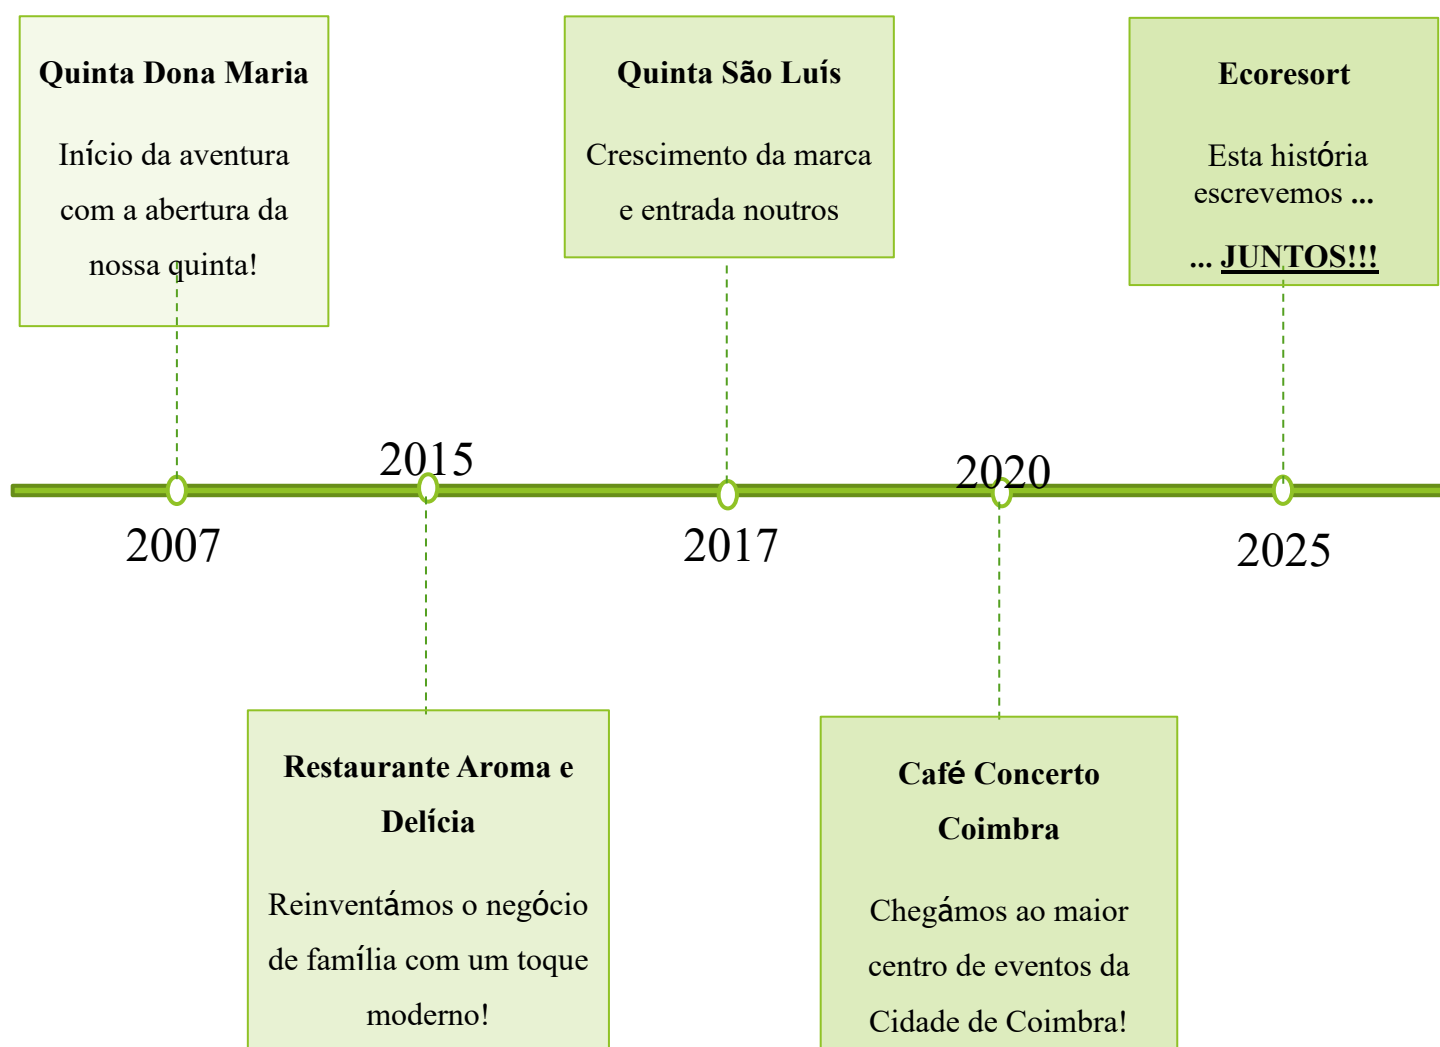 Quinta Dona Maria
Início da aventura
com a abertura da
nossa quinta!
Quinta São Luís
Crescimento da marca
e entrada noutros
Ecoresort
Esta história
escrevemos ...
... JUNTOS!!!
2015
2020
2007
2017
2025
Restaurante Aroma e
Delícia
Reinventámos o negócio
de família com um toque
moderno!
Café Concerto
Coimbra
Chegámos ao maior
centro de eventos da
Cidade de Coimbra!